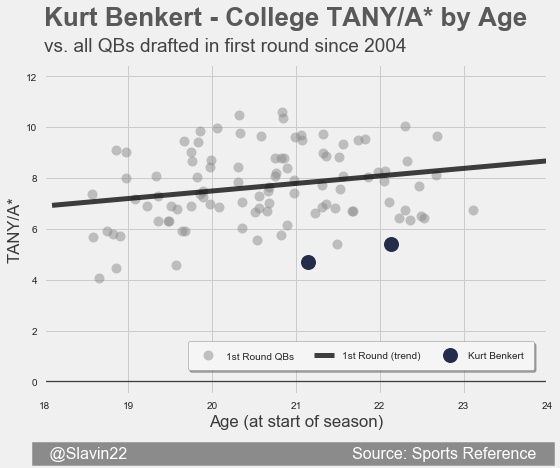 Kurt Benkert - College TANY/A* by Age
vs. all QBs drafted in first round since 2004
12
10
8
6
4
2
0
TANY/A*
1st Round QBs
1st Round (trend)
Kurt Benkert
18
19
20
21
22
23
24
Age (at start of season)
@Slavin22
Source: Sports Reference